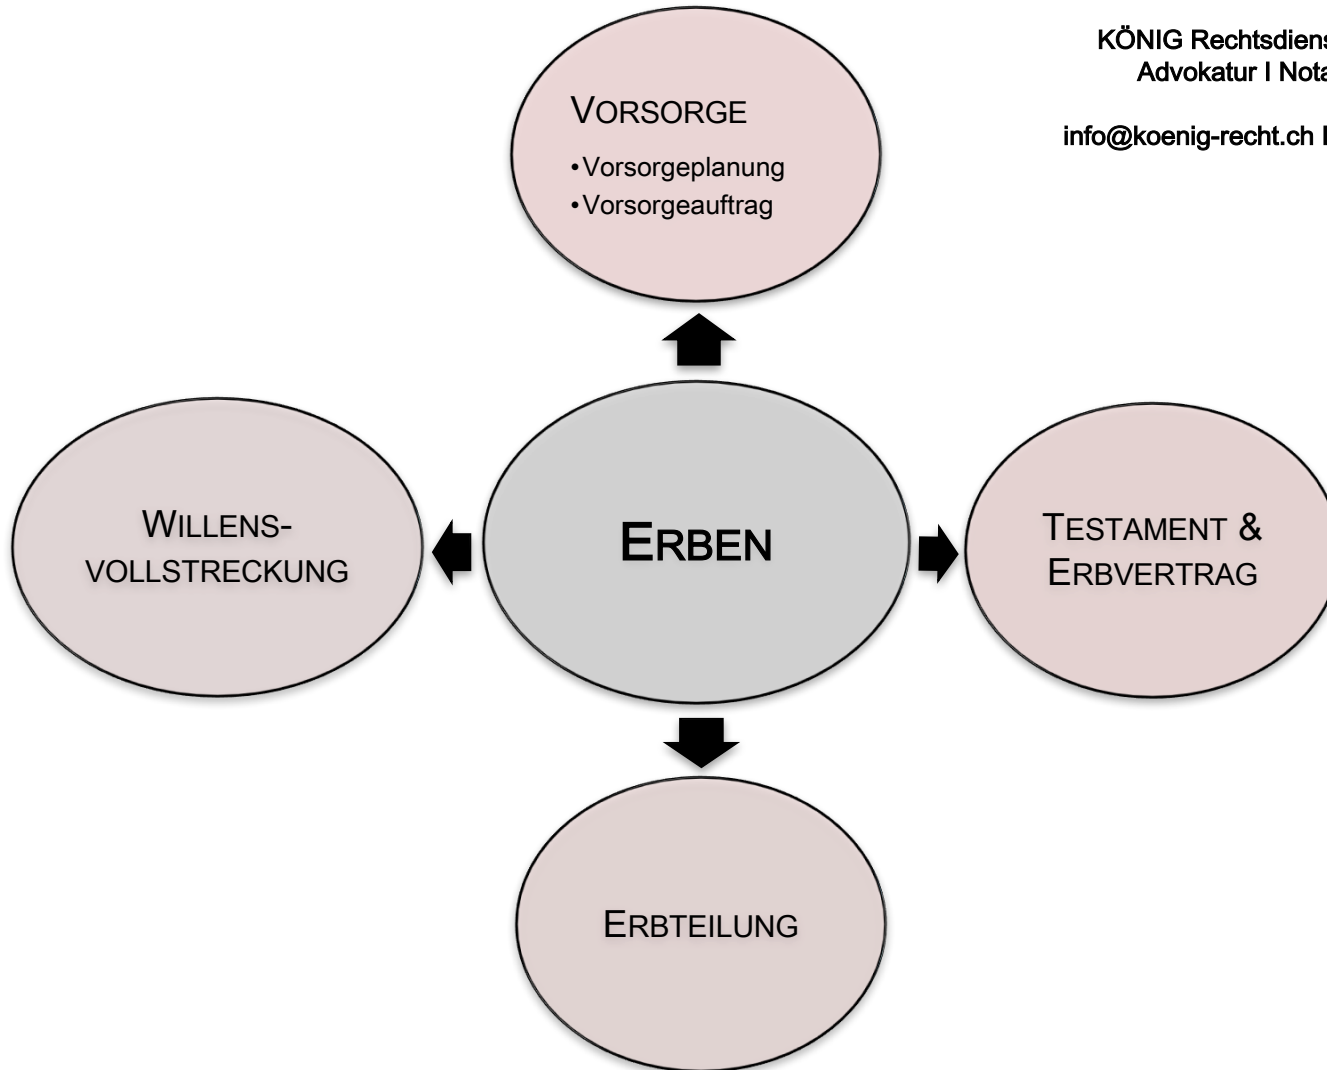 KÖNIG Rechtsdiens
Advokatur I Nota
info@koenig-recht.ch I
VORSORGE
•Vorsorgeplanung
•Vorsorgeauftrag
WILLENS-
VOLLSTRECKUNG
ERBEN
TESTAMENT &
ERBVERTRAG
ERBTEILUNG